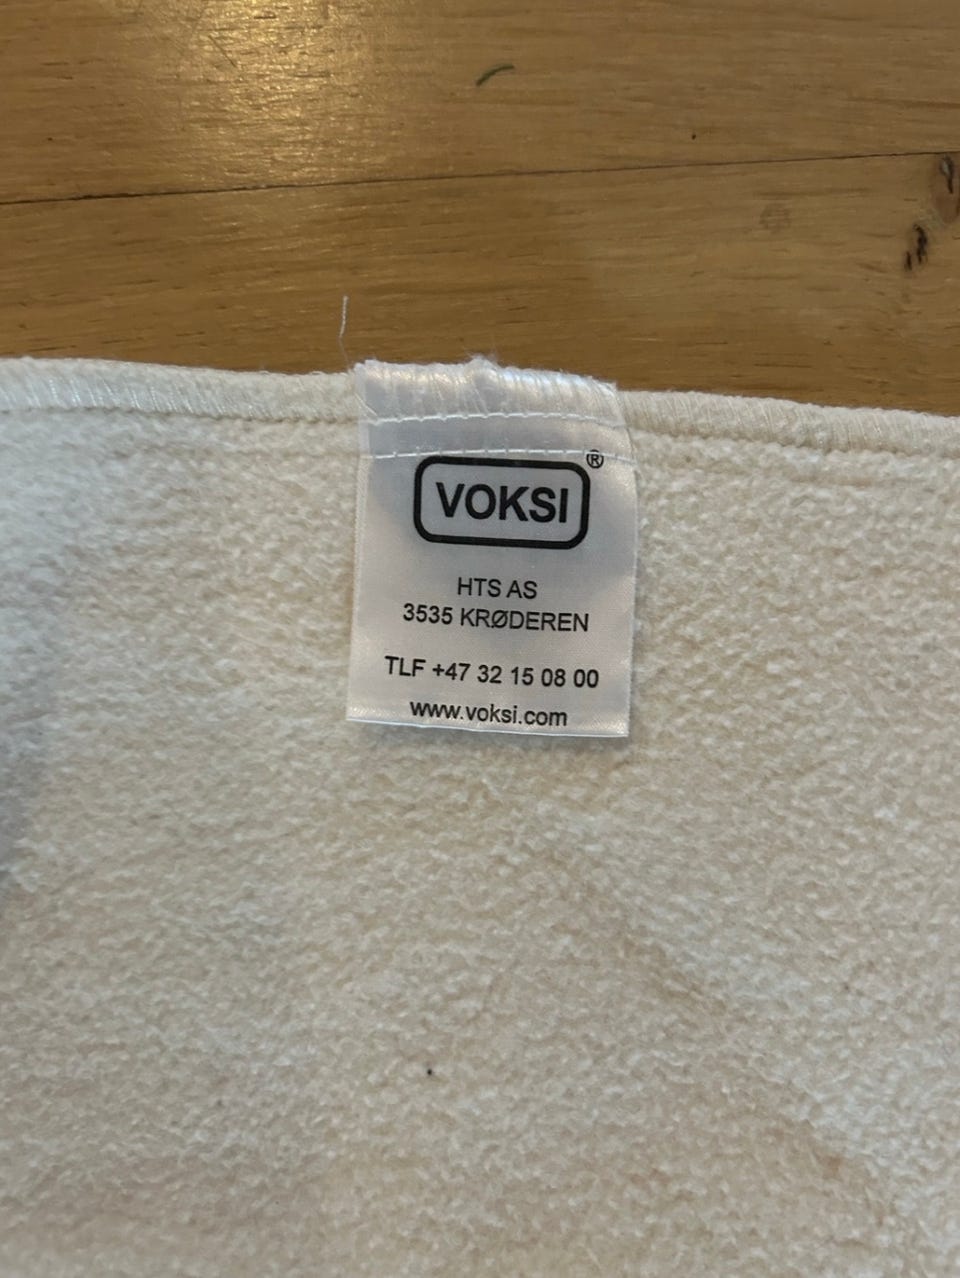 VOKSI®
HTS AS
3535 KRØDEREN
TLF +47 32 15 08 00
www.voksi.com